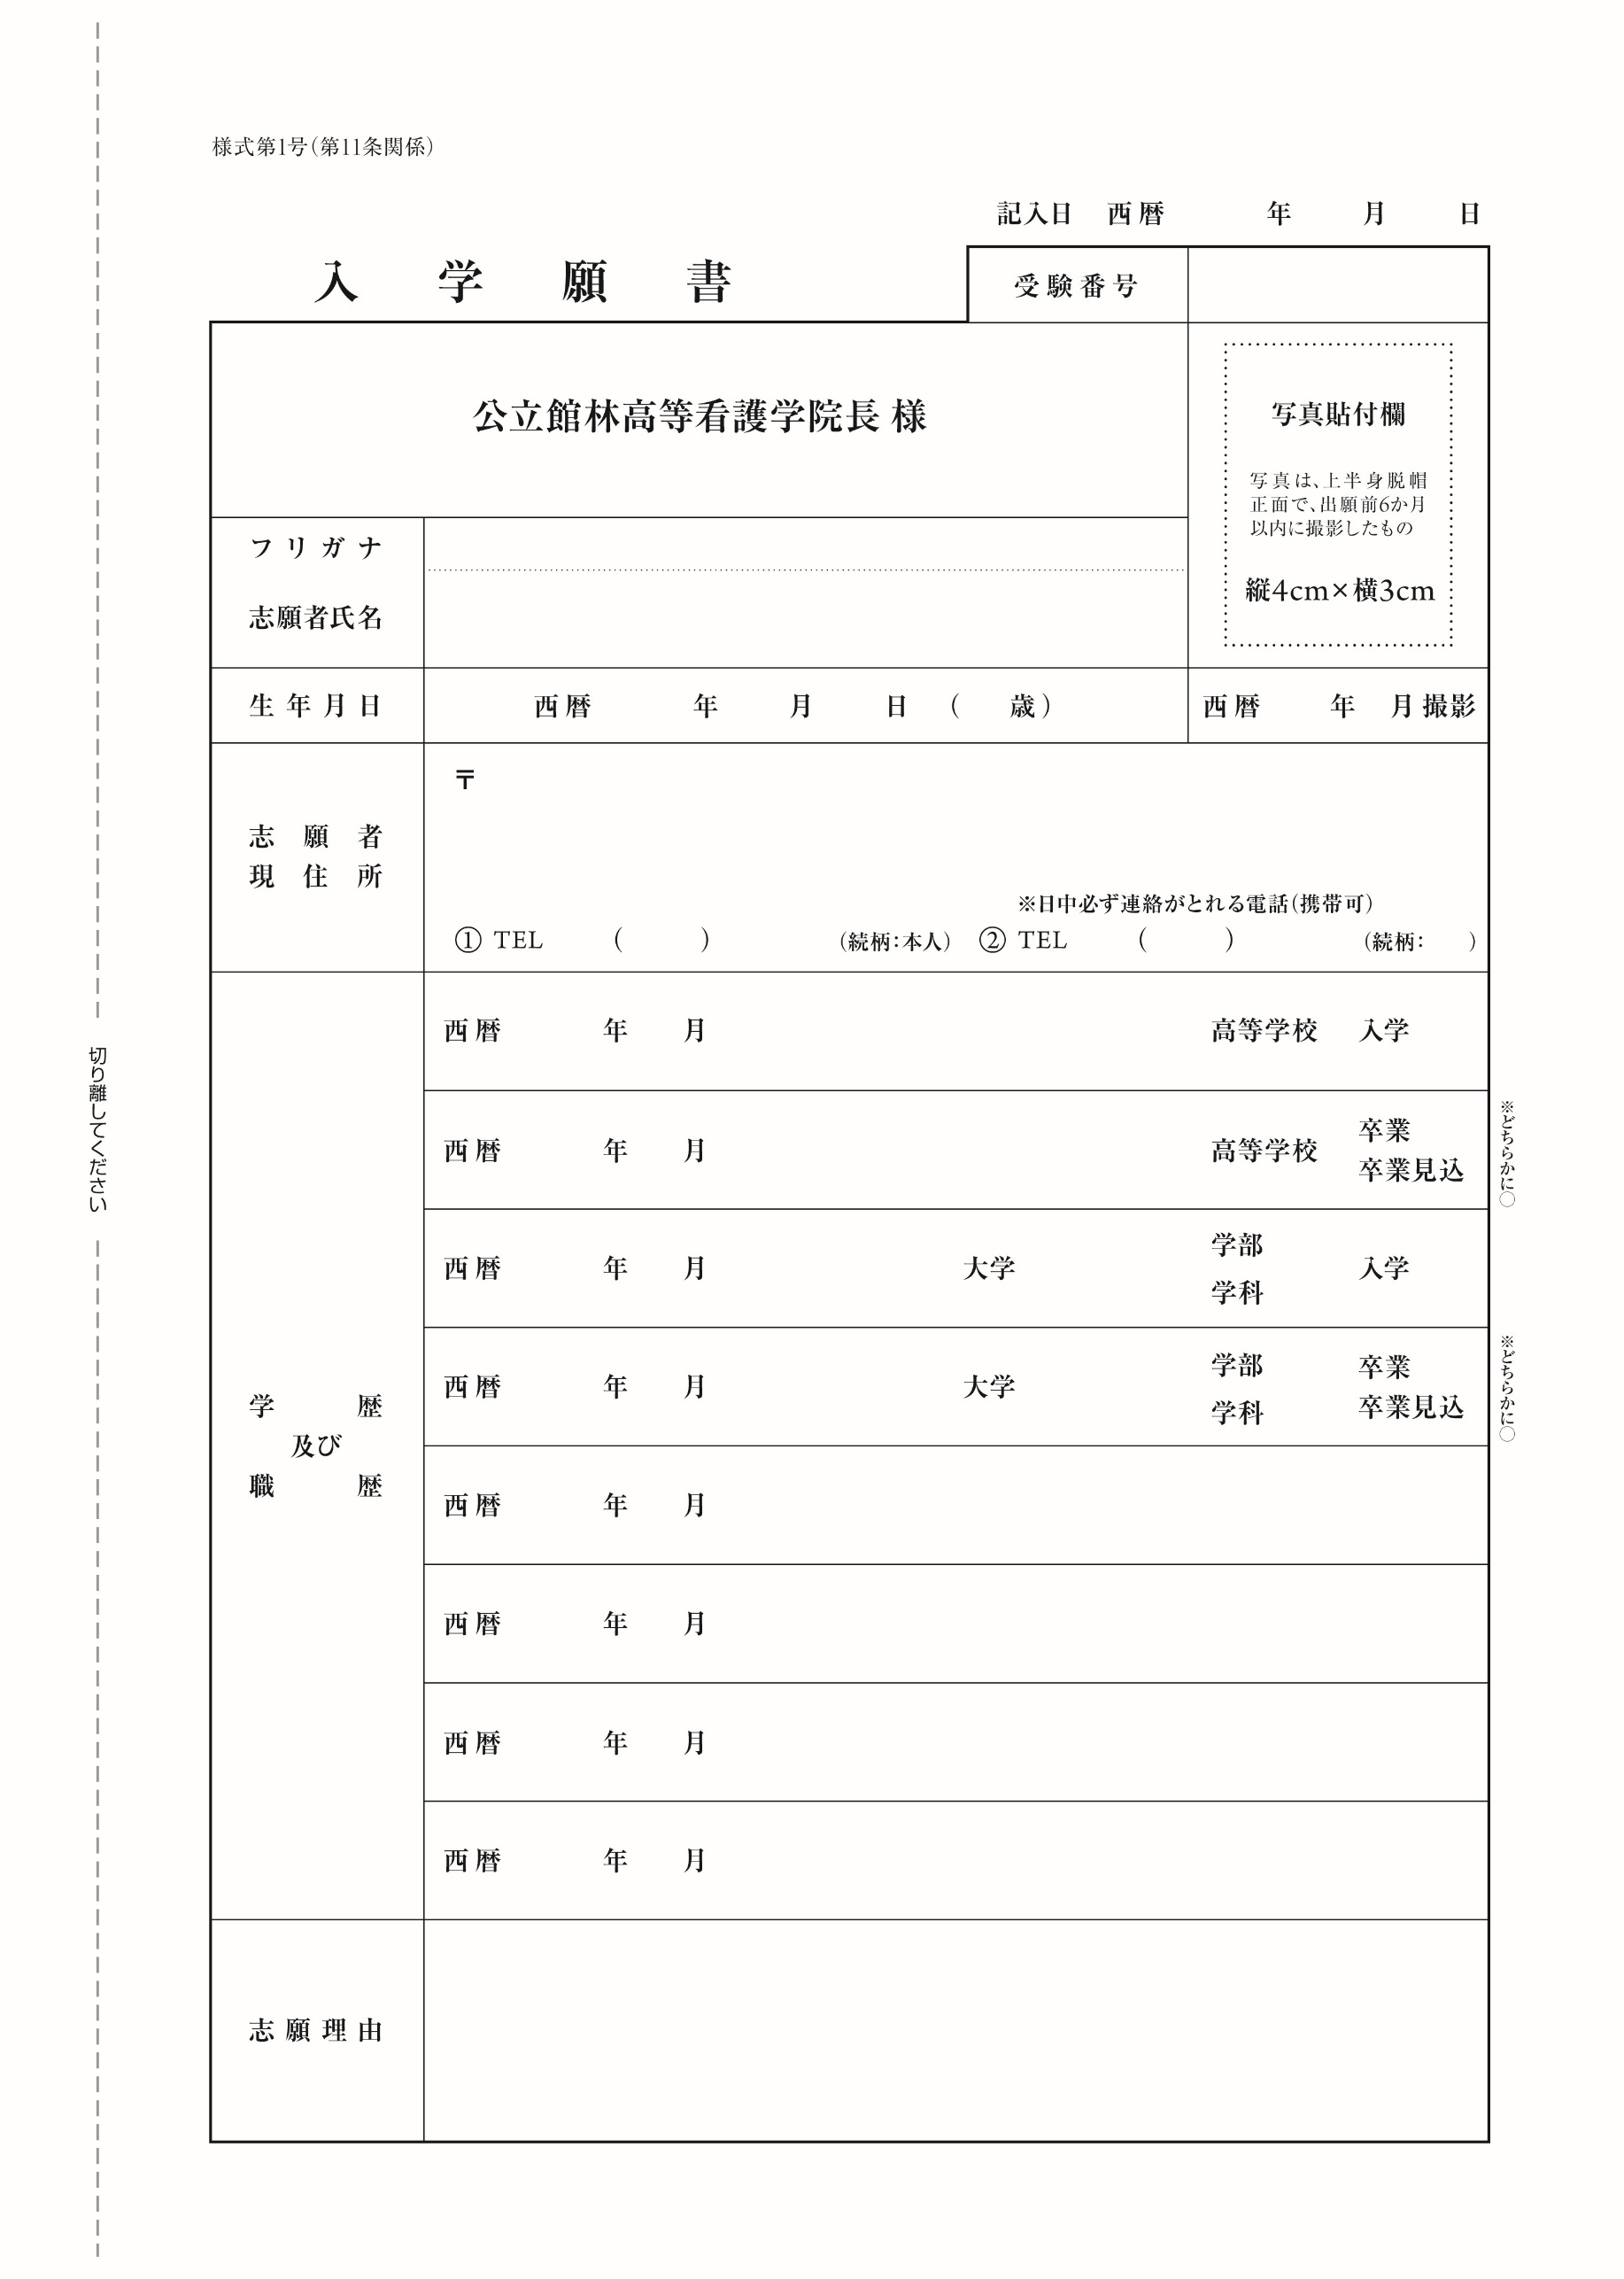 様式第1号(第11条関係)
記入日 西暦 年 月 日
入学願書
受験番号
公立館林高等看護学院長 様
写真貼付欄
写真は、上半身脱帽
正面で、出願前6か月
以内に撮影したもの
縦4cm×横3cm
フリガナ
志願者氏名
生年月日
西暦 年 月 日 ( 歳)
西暦 年 月 撮影
志願者
現住所
〒
※日中必ず連絡がとれる電話(携帯可)
① TEL ( ) (続柄:本人) ② TEL ( ) (続柄: )
学歴
及び
職歴
西暦 年 月 高等学校 入学
西暦 年 月 高等学校 卒業
卒業見込
※どちらかに○
西暦 年 月 大学 学部
学科 入学
西暦 年 月 大学 学部
学科 卒業
卒業見込
※どちらかに○
西暦 年 月
西暦 年 月
西暦 年 月
西暦 年 月
志願理由
切り離してください